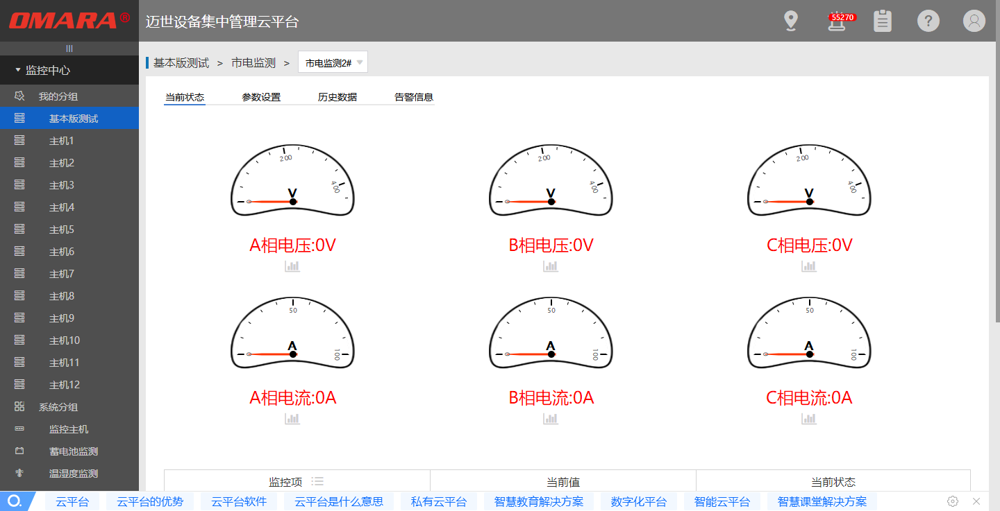 OMARA®
迈世设备集中管理云平台
55270
?
监控中心
基本版测试 > 市电监测 > 市电监测2#
当前状态 参数设置 历史数据 告警信息
我的分组
基本版测试
主机1
主机2
主机3
主机4
主机5
主机6
主机7
主机8
主机9
主机10
主机11
主机12
系统分组
监控主机
蓄电池监测
温湿度监测
200 400 V
200 400 V
200 400 V
A相电压:0V B相电压:0V C相电压:0V
50 100 A
50 100 A
50 100 A
A相电流:0A B相电流:0A C相电流:0A
监控项 当前值 当前状态
云平台 云平台的优势 云平台软件 云平台是什么意思 私有云平台 智慧教育解决方案 数字化平台 智能云平台 智慧课堂解决方案